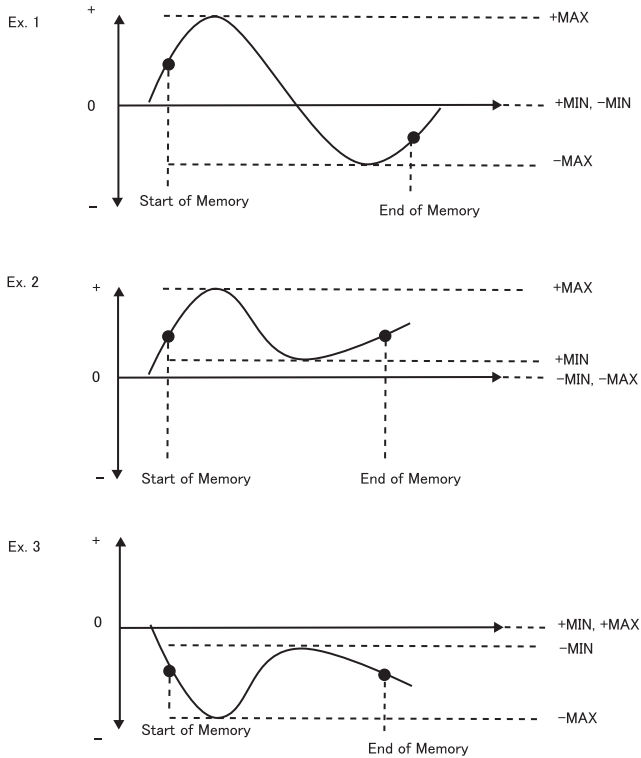 Ex. 1
+
+MAX
0
+MIN, −MIN
−MAX
−
Start of Memory
End of Memory
Ex. 2
+
+MAX
+MIN
0
−MIN, −MAX
−
Start of Memory
End of Memory
Ex. 3
+
0
+MIN, +MAX
−MIN
−MAX
−
Start of Memory
End of Memory